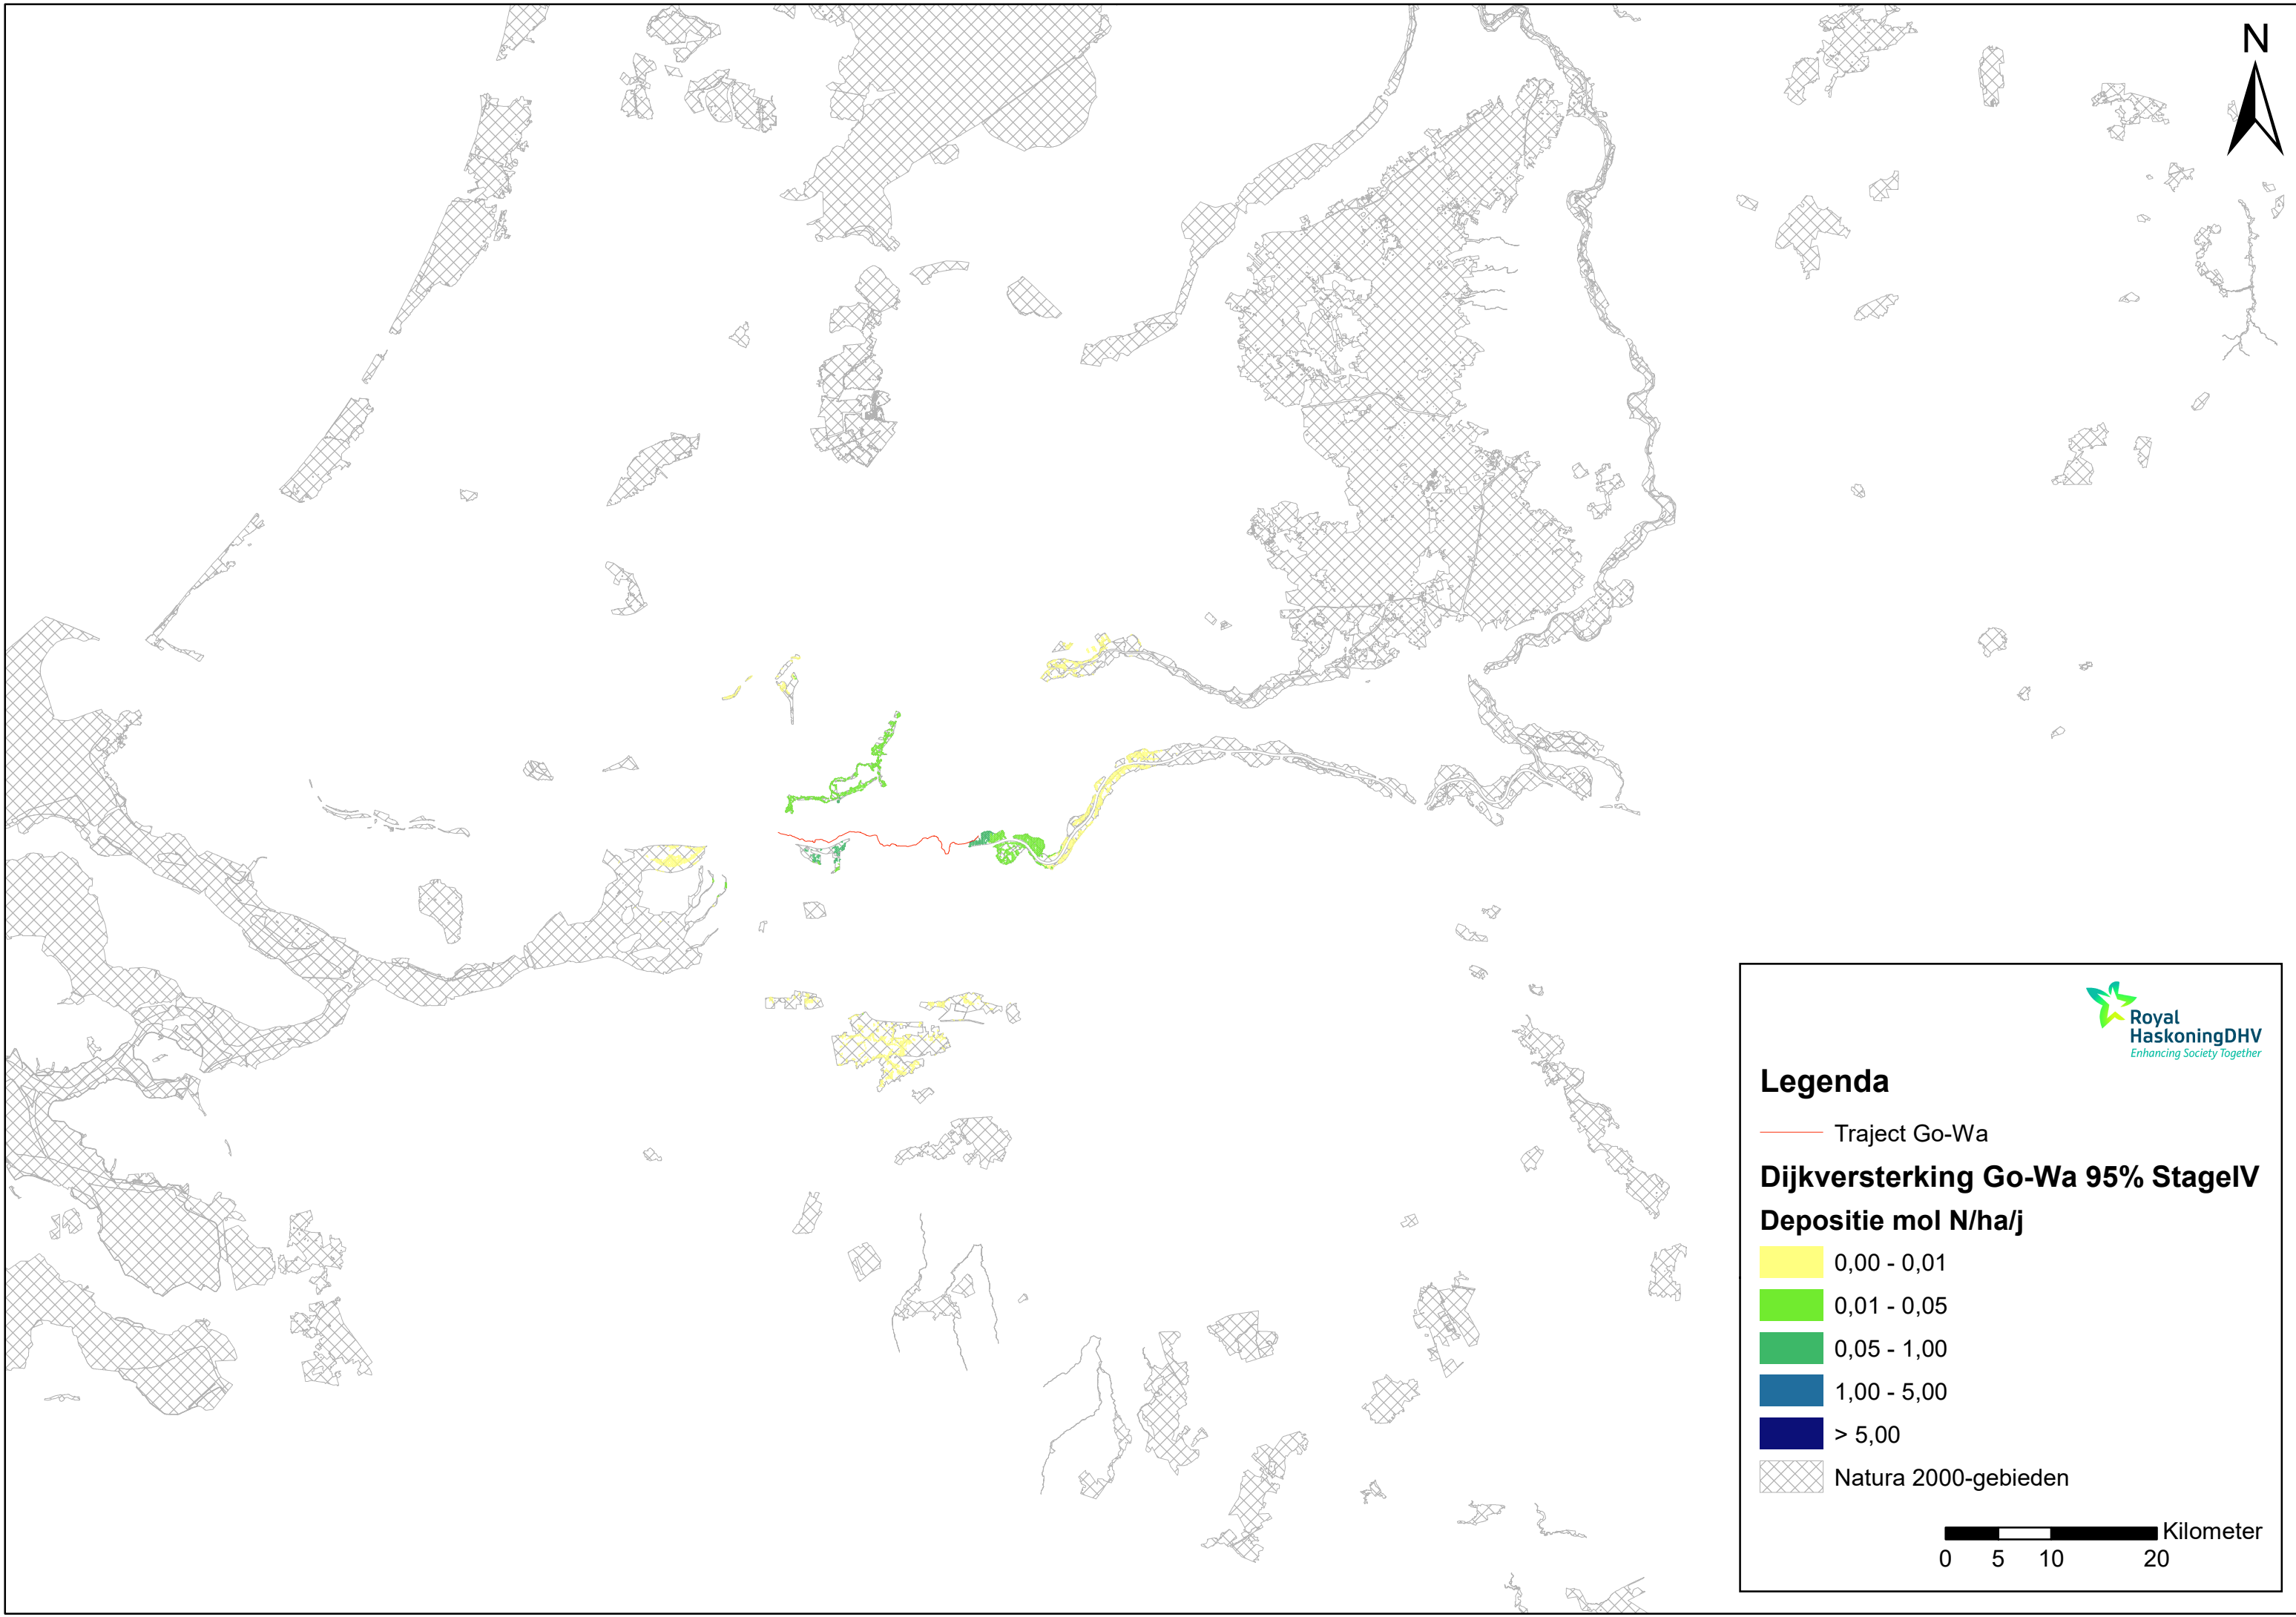 N
Royal
HaskoningDHV
Enhancing Society Together
Legenda
Traject Go-Wa
Dijkversterking Go-Wa 95% StageIV
Depositie mol N/ha/j
0,00 - 0,01
0,01 - 0,05
0,05 - 1,00
1,00 - 5,00
> 5,00
Natura 2000-gebieden
Kilometer
0 5 10 20